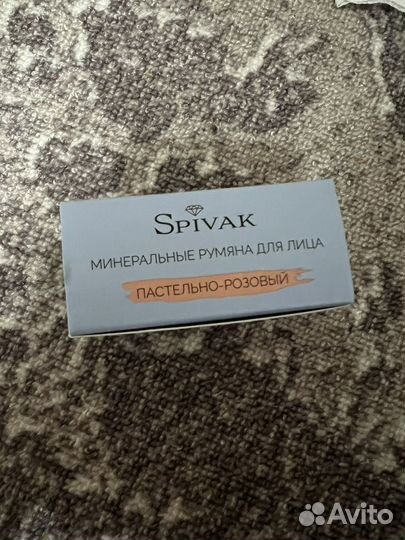 SPIVAK
МИНЕРАЛЬНЫЕ РУМЯНА ДЛЯ ЛИЦА
ПАСТЕЛЬНО-РОЗОВЫЙ
Avito